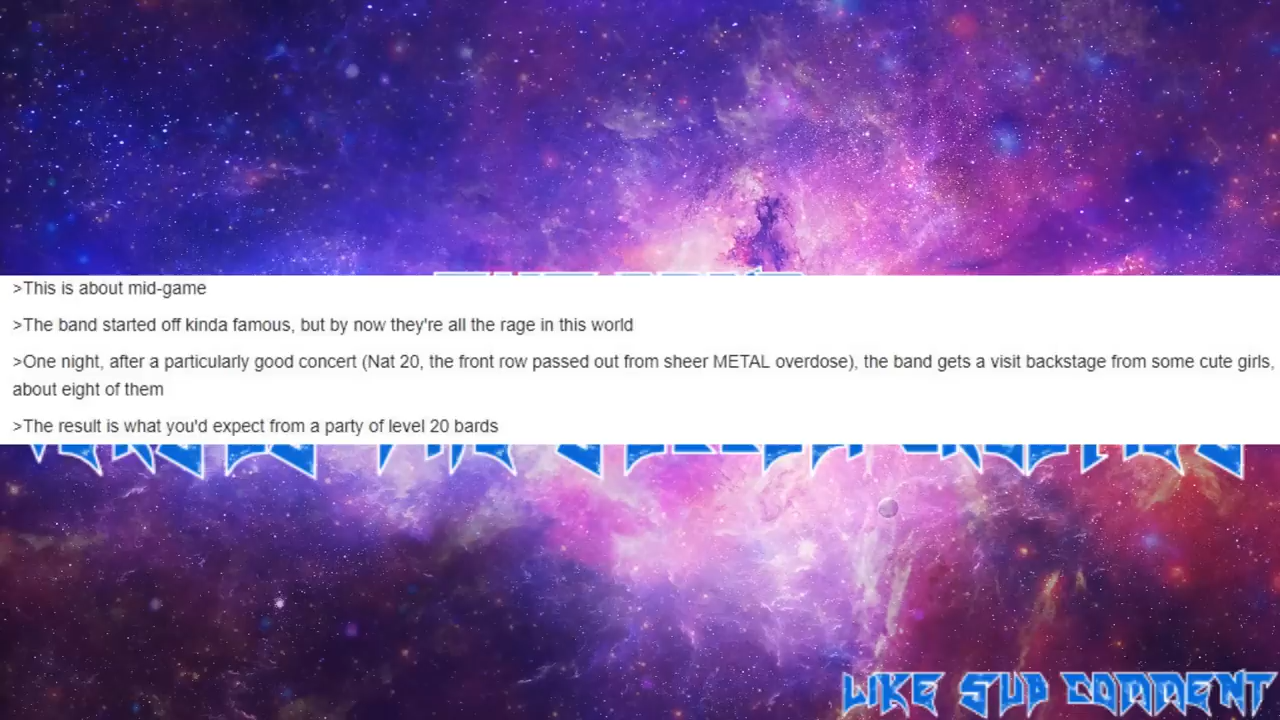 >This is about mid-game
>The band started off kinda famous, but by now they're all the rage in this world
>One night, after a particularly good concert (Nat 20, the front row passed out from sheer METAL overdose), the band gets a visit backstage from some cute girls,
about eight of them
>The result is what you'd expect from a party of level 20 bards
LIKE SUB COMMENT